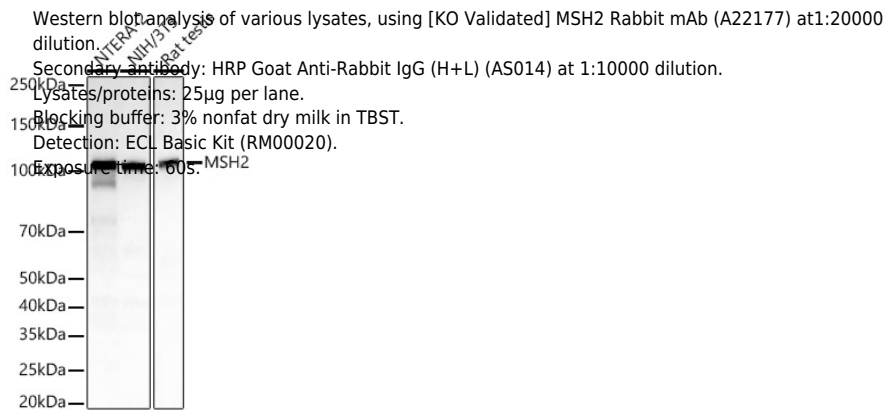 Western blot analysis of various lysates, using [KO Validated] MSH2 Rabbit mAb (A22177) at1:20000
dilution.
Secondary antibody: HRP Goat Anti-Rabbit IgG (H+L) (AS014) at 1:10000 dilution.
Lysates/proteins: 25μg per lane.
Blocking buffer: 3% nonfat dry milk in TBST.
Detection: ECL Basic Kit (RM00020).
Exposure time: 60s.
NTERA-2
NIH/3T3
Rat testis
250kDa
150kDa
100kDa
MSH2
70kDa
50kDa
40kDa
35kDa
25kDa
20kDa